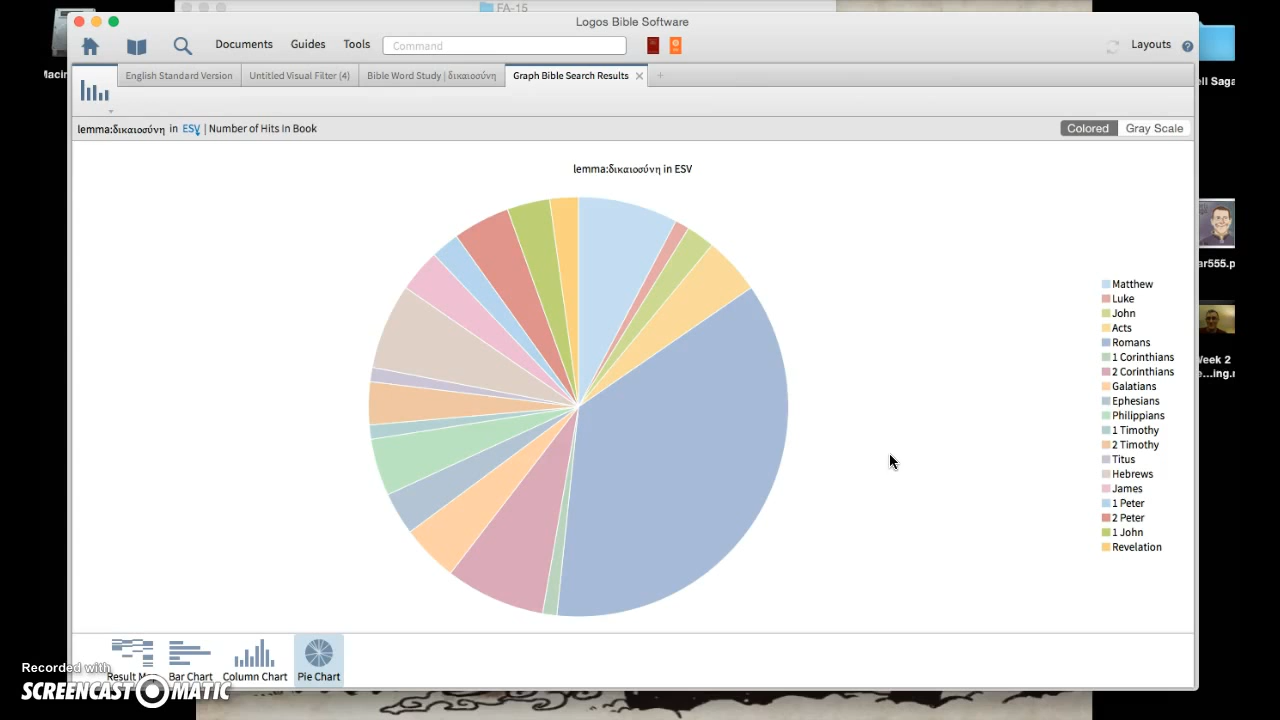 FA-15
Logos Bible Software
Documents Guides Tools Command Layouts ?
English Standard Version Untitled Visual Filter (4) Bible Word Study | δικαιοσύνη Graph Bible Search Results
lemma:δικαιοσύνη in ESV | Number of Hits In Book Colored Gray Scale
lemma:δικαιοσύνη in ESV
Matthew
Luke
John
Acts
Romans
1 Corinthians
2 Corinthians
Galatians
Ephesians
Philippians
1 Timothy
2 Timothy
Titus
Hebrews
James
1 Peter
2 Peter
1 John
Revelation
Bar Chart Column Chart Pie Chart
Recorded with
SCREENCAST-O-MATIC